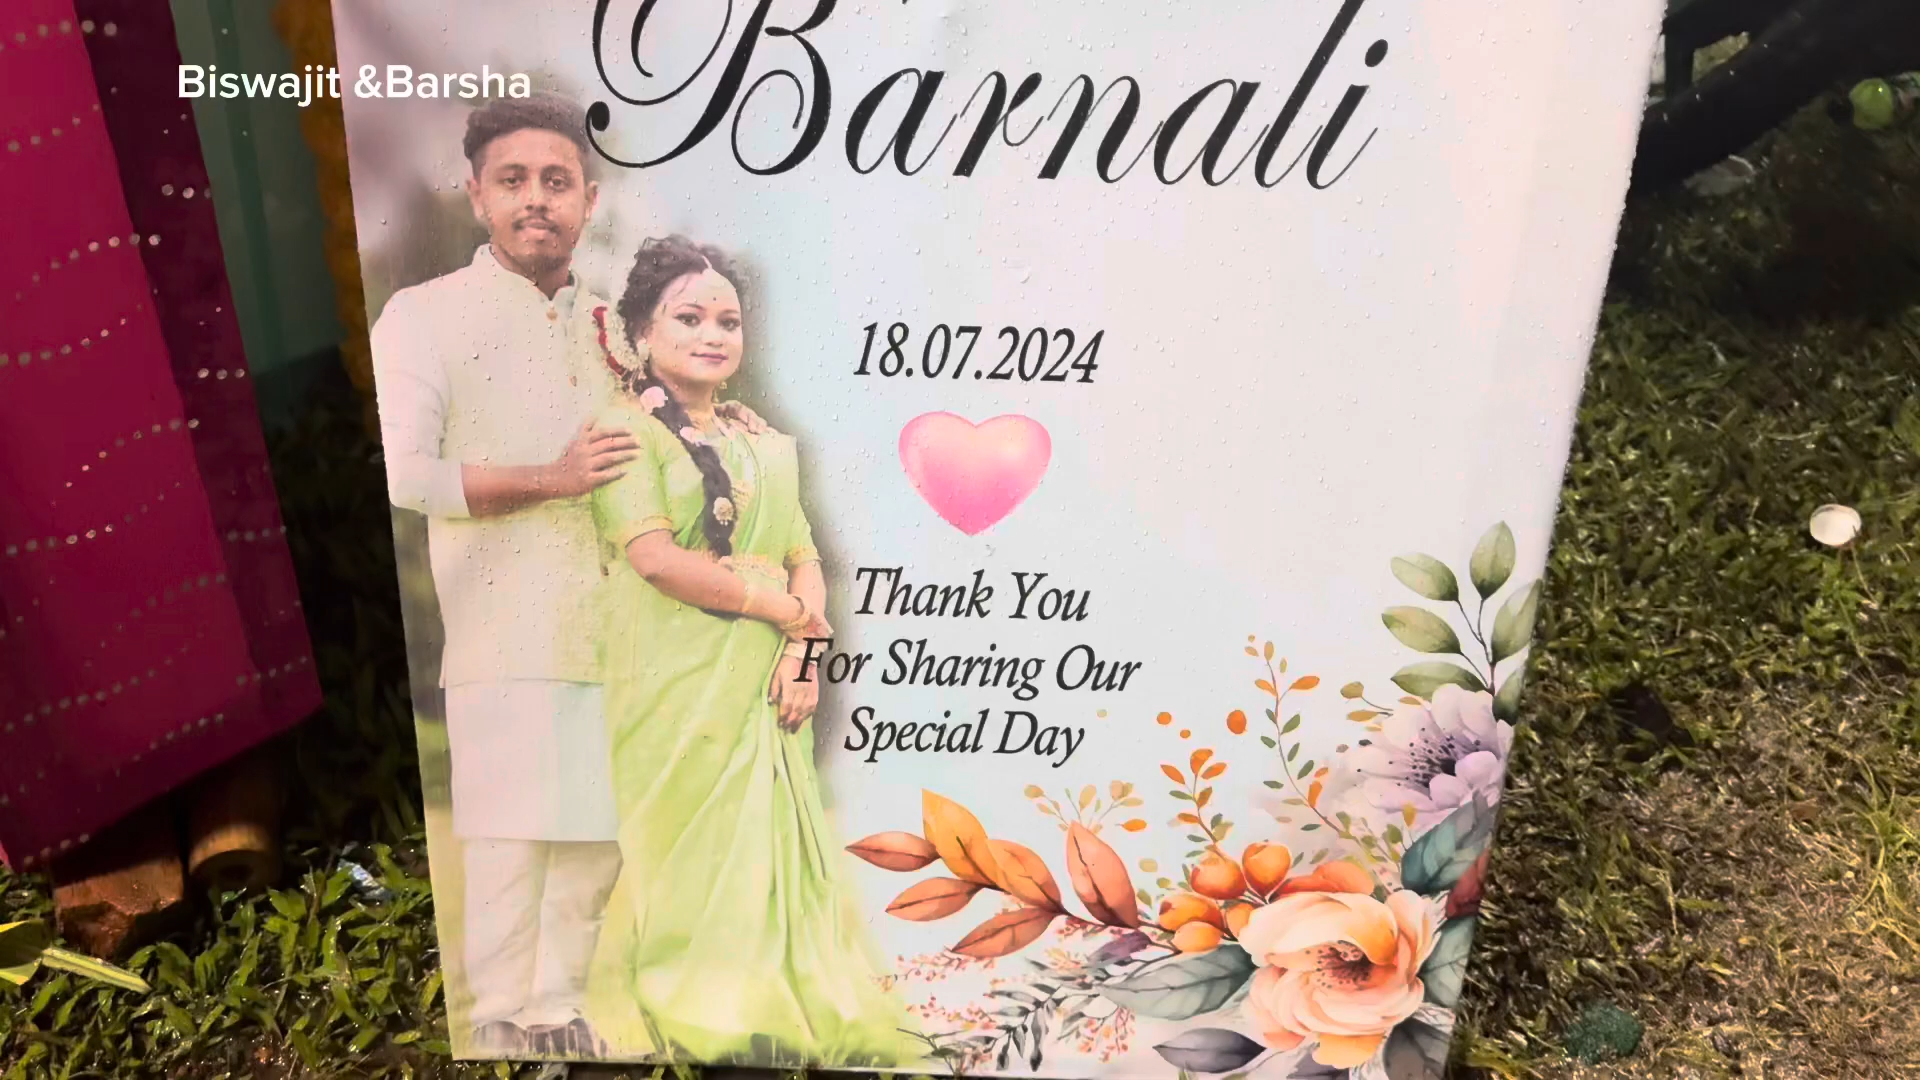 Biswajit &Barsha
Barnali
18.07.2024
Thank You
For Sharing Our
Special Day